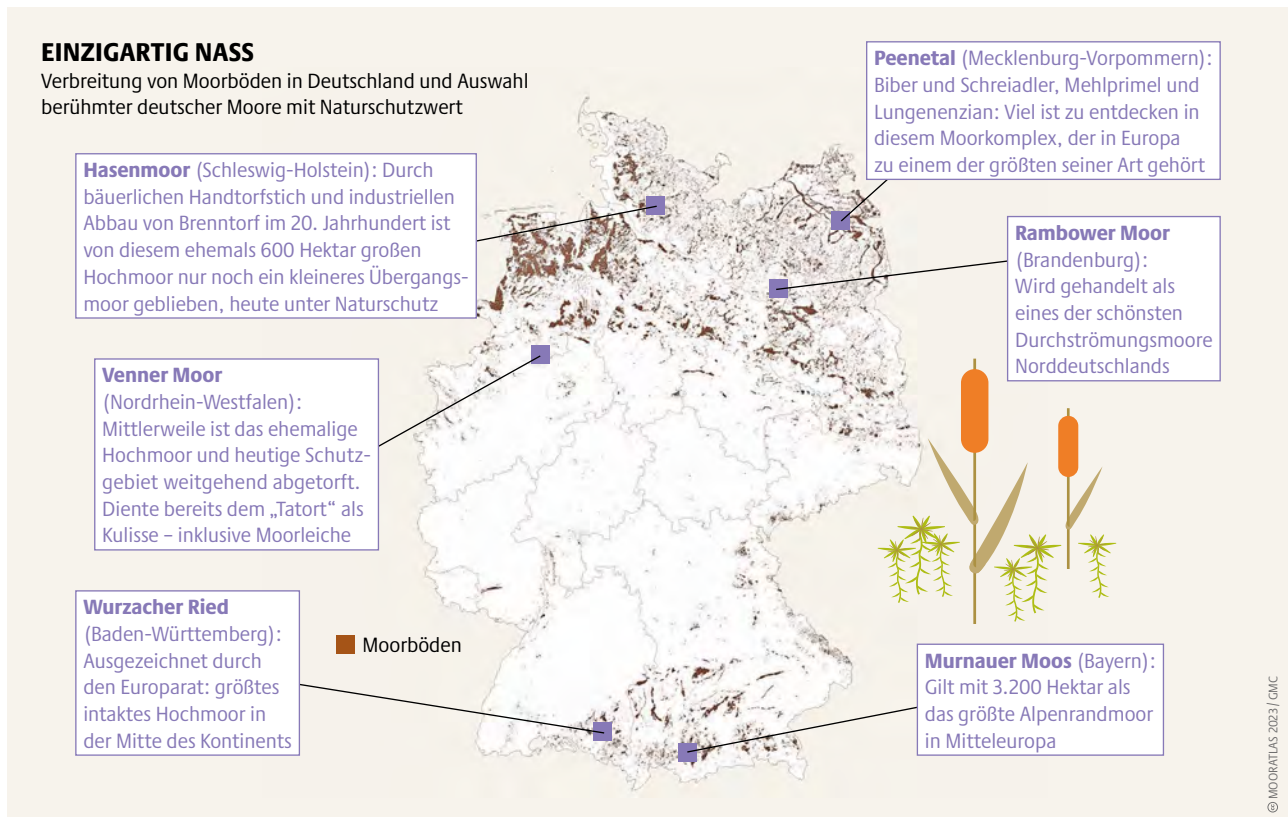 EINZIGARTIG NASS
Verbreitung von Moorböden in Deutschland und Auswahl
berühmter deutscher Moore mit Naturschutzwert
Peenetal (Mecklenburg-Vorpommern):
Biber und Schreiadler, Mehlprimel und
Lungenenzian: Viel ist zu entdecken in
diesem Moorkomplex, der in Europa
zu einem der größten seiner Art gehört
Hasenmoor (Schleswig-Holstein): Durch
bäuerlichen Handtorfstich und industriellen
Abbau von Brenntorf im 20. Jahrhundert ist
von diesem ehemals 600 Hektar großen
Hochmoor nur noch ein kleineres Übergangs-
moor geblieben, heute unter Naturschutz
Rambower Moor
(Brandenburg):
Wird gehandelt als
eines der schönsten
Durchströmungsmoore
Norddeutschlands
Venner Moor
(Nordrhein-Westfalen):
Mittlerweile ist das ehemalige
Hochmoor und heutige Schutz-
gebiet weitgehend abgetorft.
Diente bereits dem „Tatort“ als
Kulisse – inklusive Moorleiche
Wurzacher Ried
(Baden-Württemberg):
Ausgezeichnet durch
den Europarat: größtes
intaktes Hochmoor in
der Mitte des Kontinents
Moorböden
Murnauer Moos (Bayern):
Gilt mit 3.200 Hektar als
das größte Alpenrandmoor
in Mitteleuropa
MOORATLAS 2023 / GMC